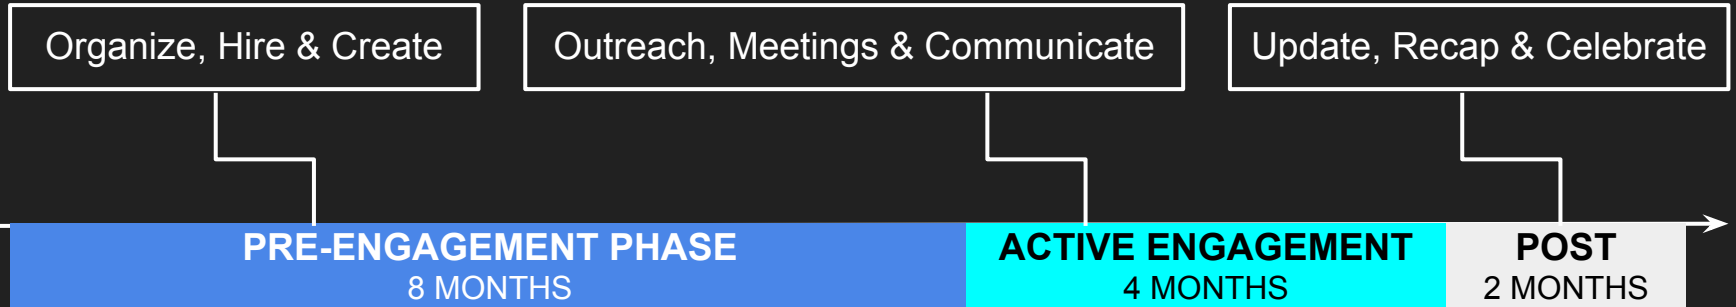 Organize, Hire & Create
Outreach, Meetings & Communicate
Update, Recap & Celebrate
PRE-ENGAGEMENT PHASE
8 MONTHS
ACTIVE ENGAGEMENT
4 MONTHS
POST
2 MONTHS